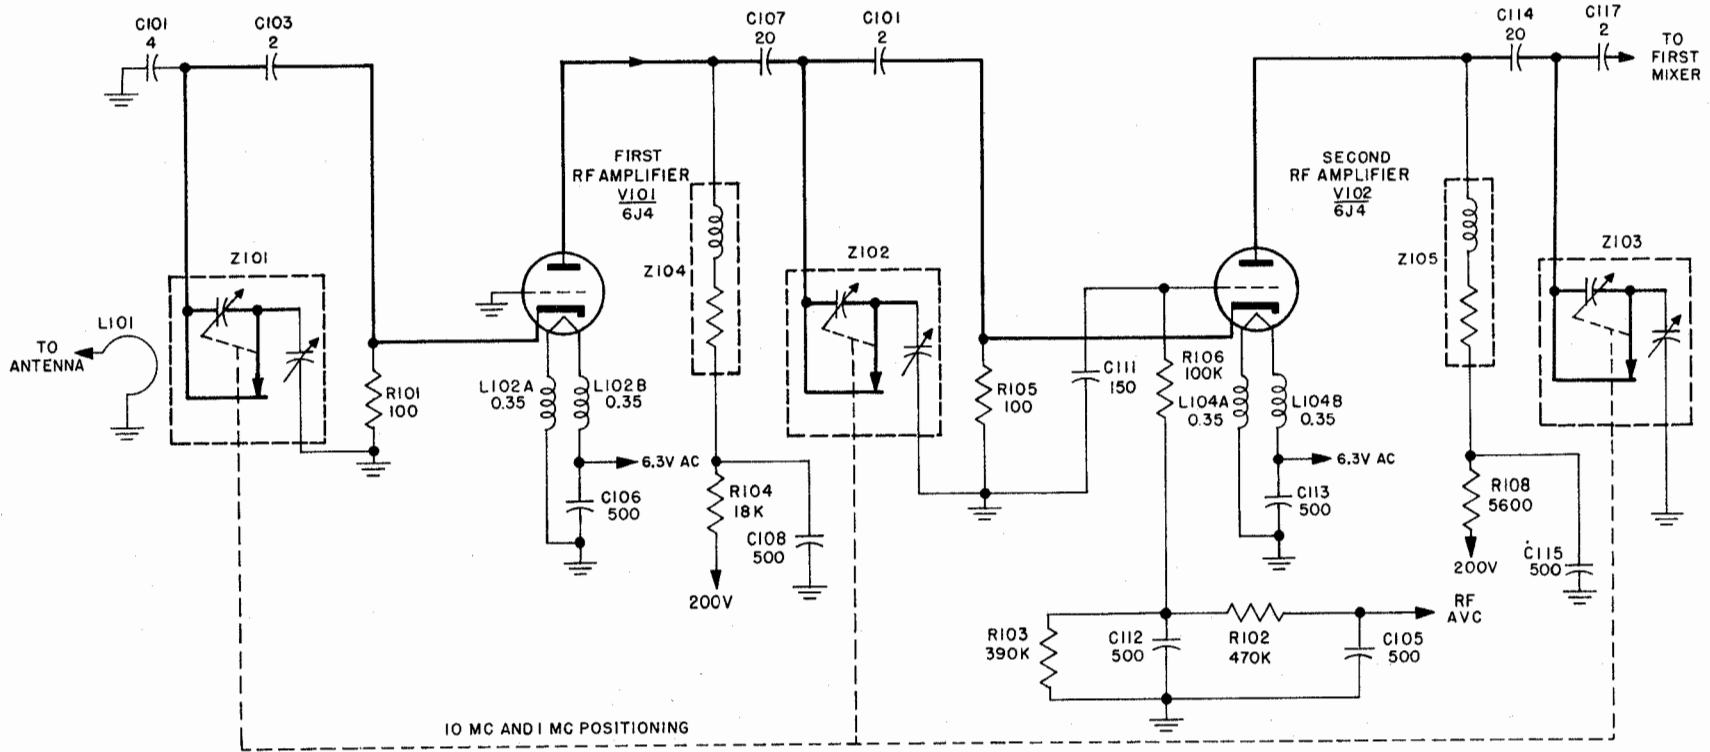 C101
4
C103
2
C107
20
C101
2
C114
20
C117
2
TO
FIRST
MIXER
FIRST
RF AMPLIFIER
V101
6J4
SECOND
RF AMPLIFIER
V102
6J4
Z101
Z104
Z102
Z105
Z103
L101
TO
ANTENNA
R101
100
L102A
0.35
L102B
0.35
6.3V AC
C106
500
R104
18K
C108
500
200V
R105
100
C111
150
R106
100K
L104A
0.35
L104B
0.35
6.3V AC
C113
500
R108
5600
200V
C115
500
RF
AVC
R103
390K
C112
500
R102
470K
C105
500
10 MC AND 1 MC POSITIONING